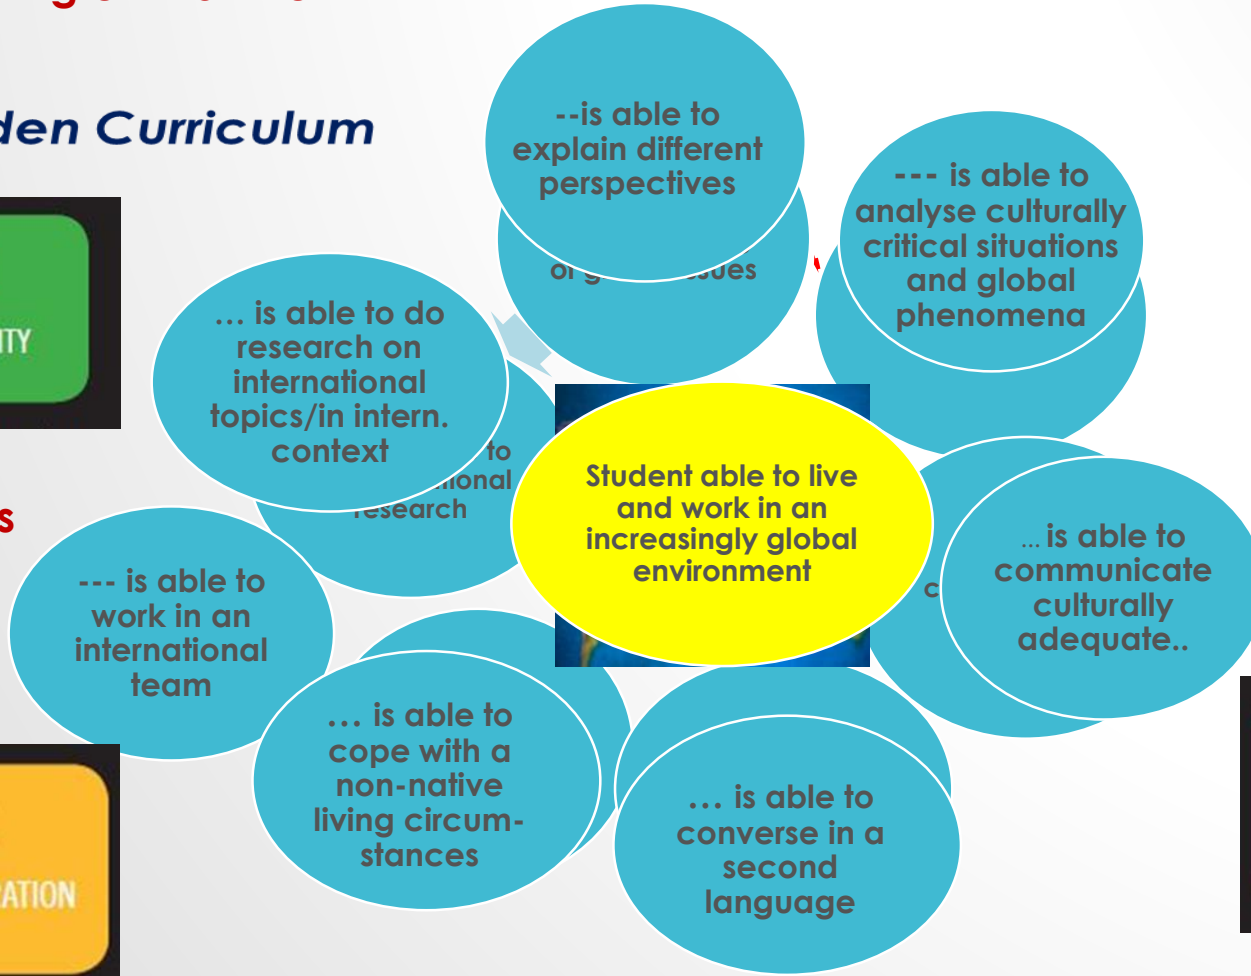 den Curriculum
--is able to
explain different
perspectives
--- is able to
analyse culturally
critical situations
and global
phenomena
… is able to do
research on
international
topics/in intern.
context
to
research
Student able to live
and work in an
increasingly global
environment
... is able to
communicate
culturally
adequate..
--- is able to
work in an
international
team
… is able to
cope with a
non-native
living circum-
stances
… is able to
converse in a
second
language